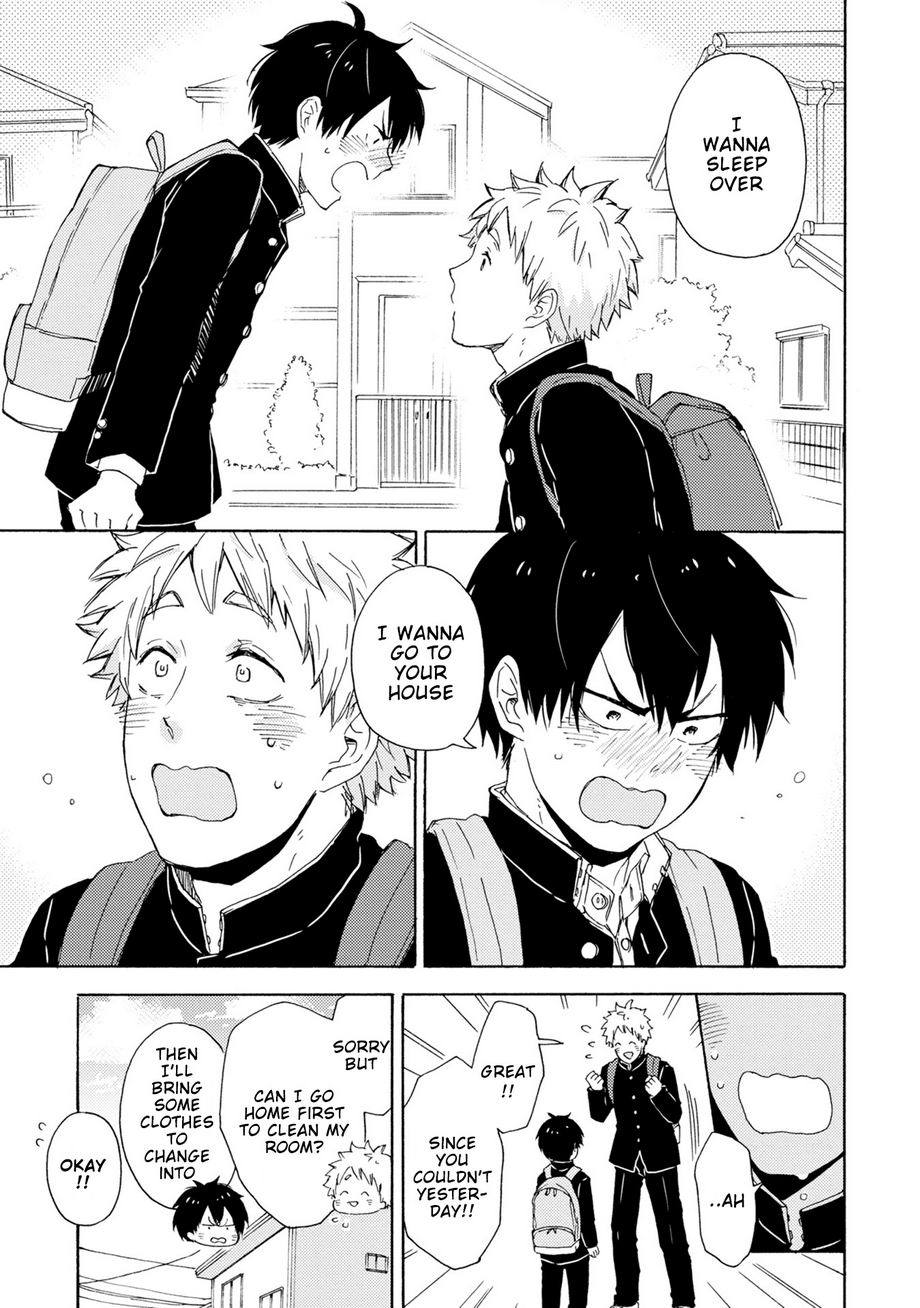 I
WANNA
SLEEP
OVER
I WANNA
GO TO
YOUR
HOUSE
..AH
GREAT
!!
SINCE
YOU
COULDN'T
YESTER-
DAY!!
SORRY
BUT
CAN I GO
HOME FIRST
TO CLEAN MY
ROOM?
THEN
I'LL
BRING
SOME
CLOTHES
TO
CHANGE
INTO
OKAY
!!